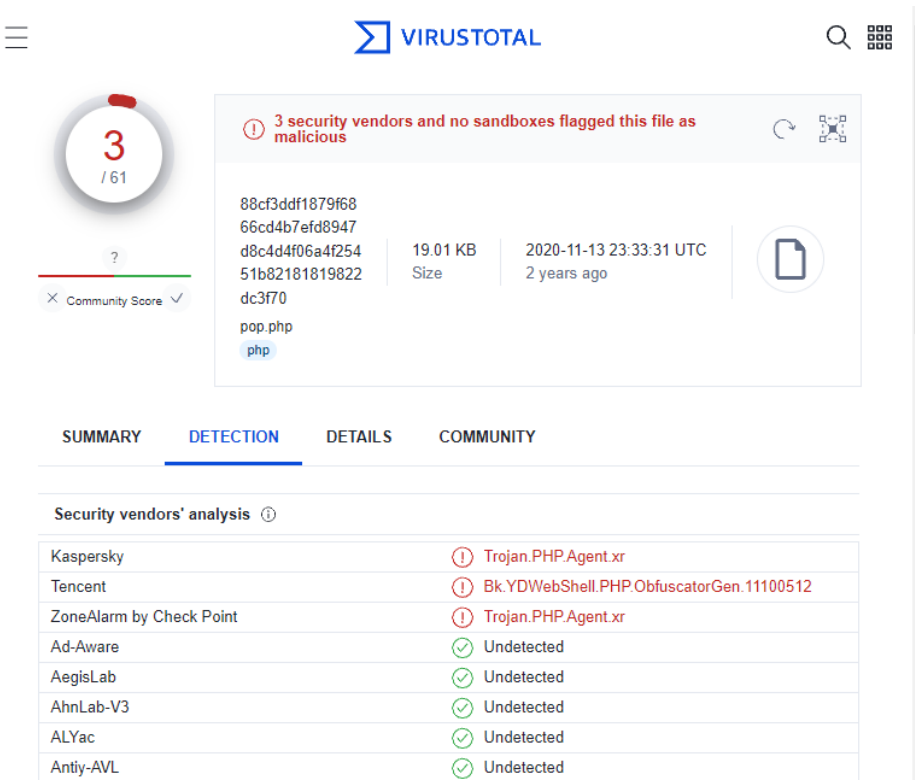 VIRUSTOTAL
3
/ 61
?
Community Score
3 security vendors and no sandboxes flagged this file as
malicious
88cf3ddf1879f68
66cd4b7efd8947
d8c4d4f06a4f254
51b82181819822
dc3f70
pop.php
php
19.01 KB
Size
2020-11-13 23:33:31 UTC
2 years ago
SUMMARY DETECTION DETAILS COMMUNITY
Security vendors' analysis
Kaspersky Trojan.PHP.Agent.xr
Tencent Bk.YDWebShell.PHP.ObfuscatorGen.11100512
ZoneAlarm by Check Point Trojan.PHP.Agent.xr
Ad-Aware Undetected
AegisLab Undetected
AhnLab-V3 Undetected
ALYac Undetected
Antiy-AVL Undetected